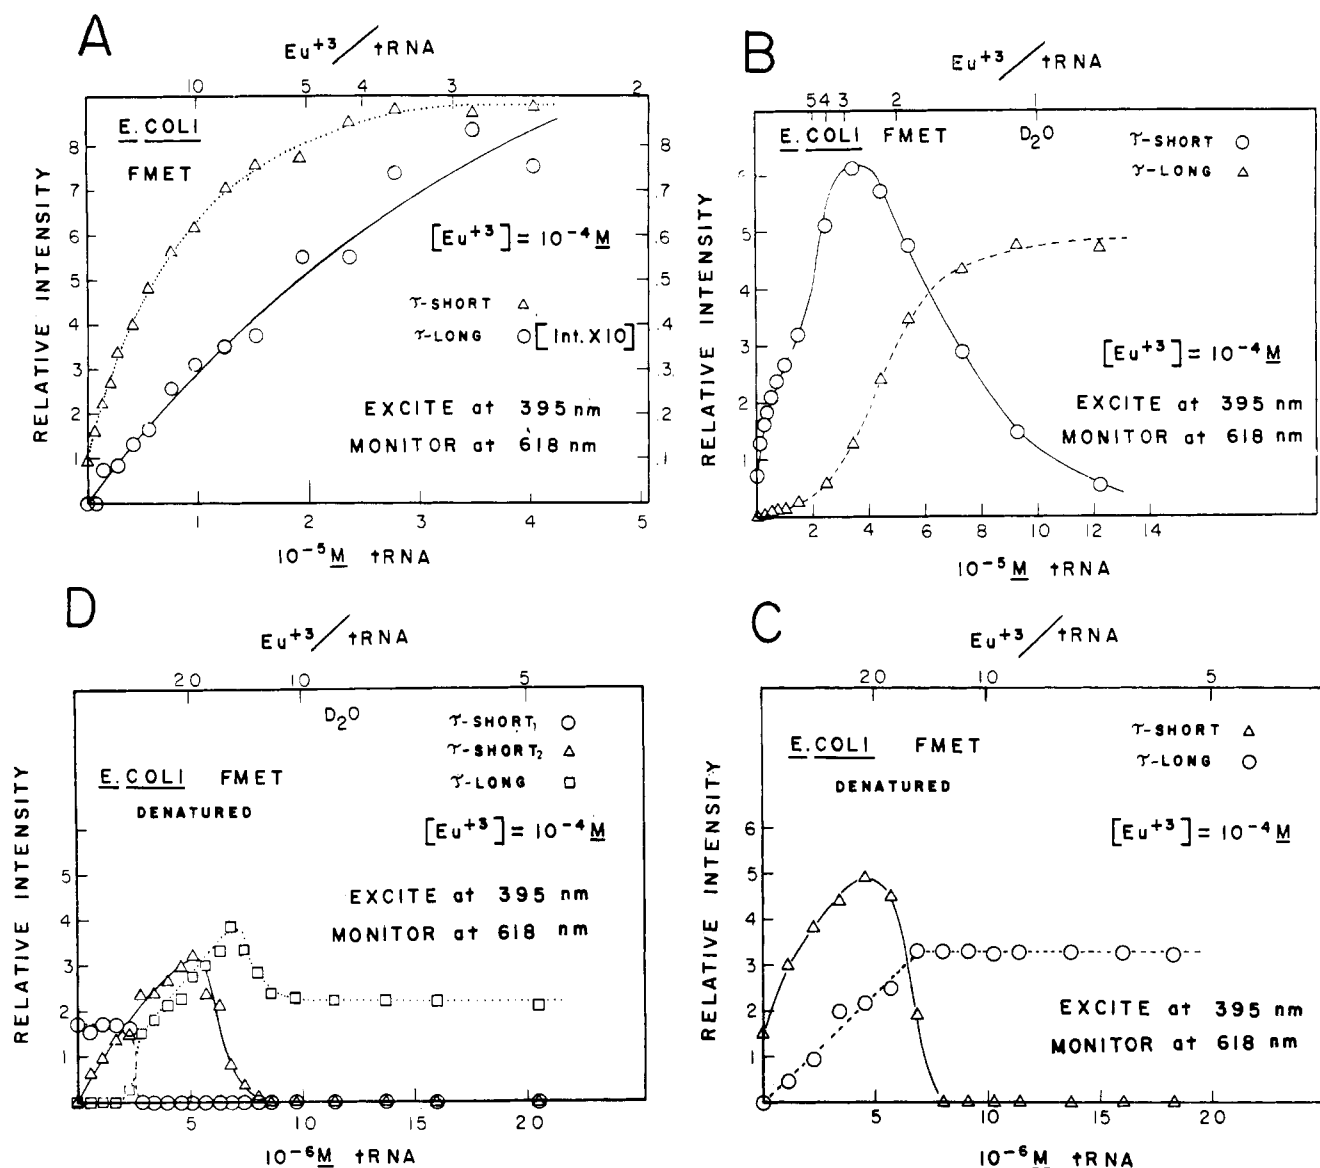 A
Eu+3/tRNA
10 5 4 3 2
E.COLI
FMET
[Eu+3] = 10-4 M
τ-SHORT △
τ-LONG ○ [Int. X10]
EXCITE at 395 nm
MONITOR at 618 nm
RELATIVE INTENSITY
8
7
6
5
4
3
2
1
.8
.7
.6
.5
.4
.3
.2
.1
1 2 3 4 5
10-5 M tRNA
B
Eu+3/tRNA
5 4 3 2 1
E.COLI FMET D2O
τ-SHORT ○
τ-LONG △
[Eu+3] = 10-4 M
EXCITE at 395 nm
MONITOR at 618 nm
RELATIVE INTENSITY
6
5
4
3
2
1
2 4 6 8 10 12 14
10-5 M tRNA
D
Eu+3/tRNA
20 10 5
D2O
τ-SHORT1 ○
τ-SHORT2 △
τ-LONG □
E.COLI FMET
DENATURED
[Eu+3] = 10-4 M
EXCITE at 395 nm
MONITOR at 618 nm
RELATIVE INTENSITY
5
4
3
2
1
5 10 15 20
10-6 M tRNA
C
Eu+3/tRNA
20 10 5
τ-SHORT △
τ-LONG ○
E.COLI FMET
DENATURED
[Eu+3] = 10-4 M
EXCITE at 395 nm
MONITOR at 618 nm
RELATIVE INTENSITY
6
5
4
3
2
1
5 10 15 20
10-6 M tRNA